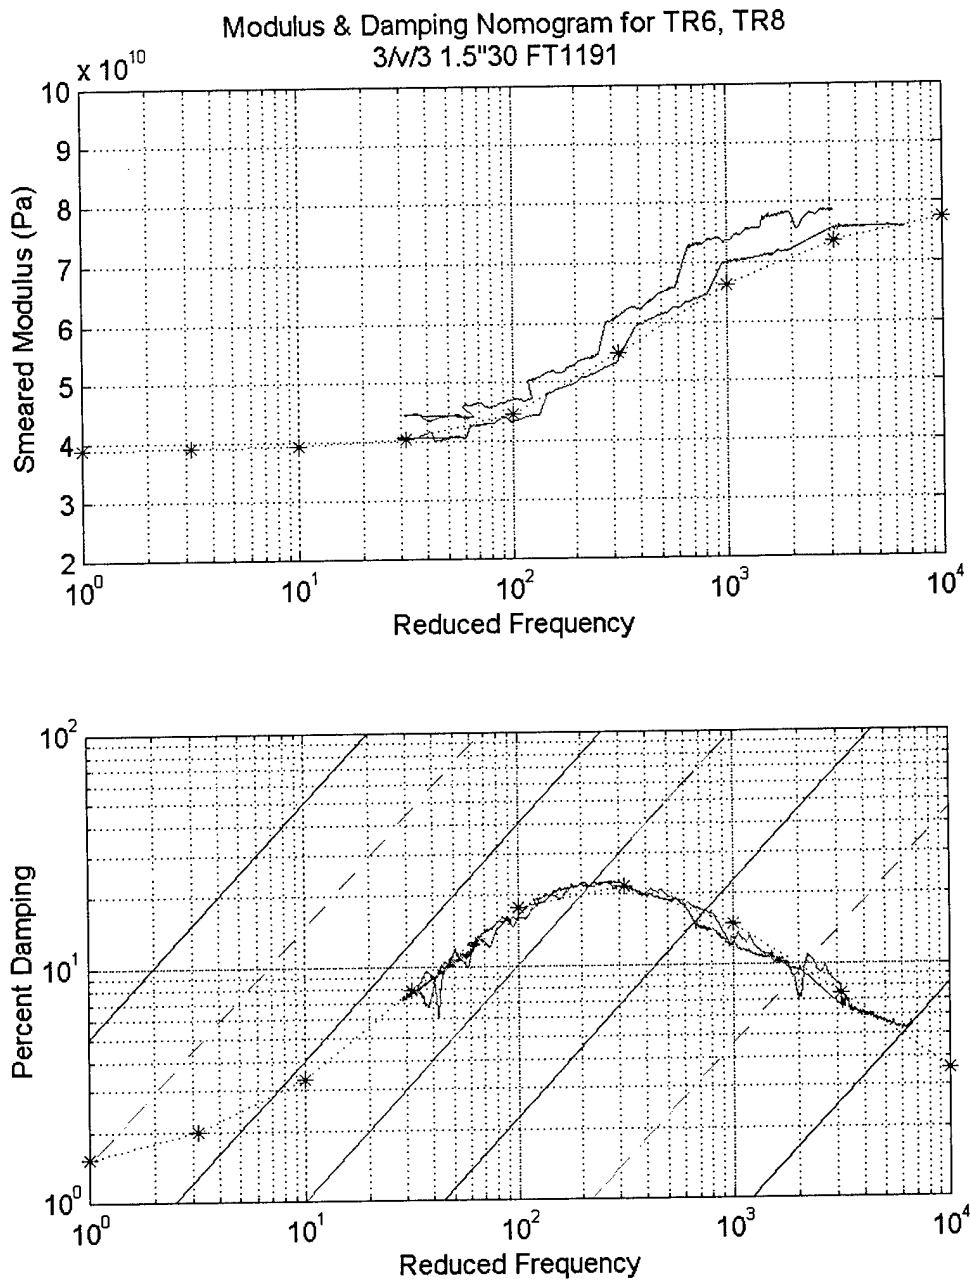 Modulus & Damping Nomogram for TR6, TR8
3/v/3 1.5"30 FT1191
x 10^10
10
9
8
7
6
5
4
3
2
Smeared Modulus (Pa)
10^0 10^1 10^2 10^3 10^4
Reduced Frequency
10^2
10^1
10^0
Percent Damping
10^0 10^1 10^2 10^3 10^4
Reduced Frequency